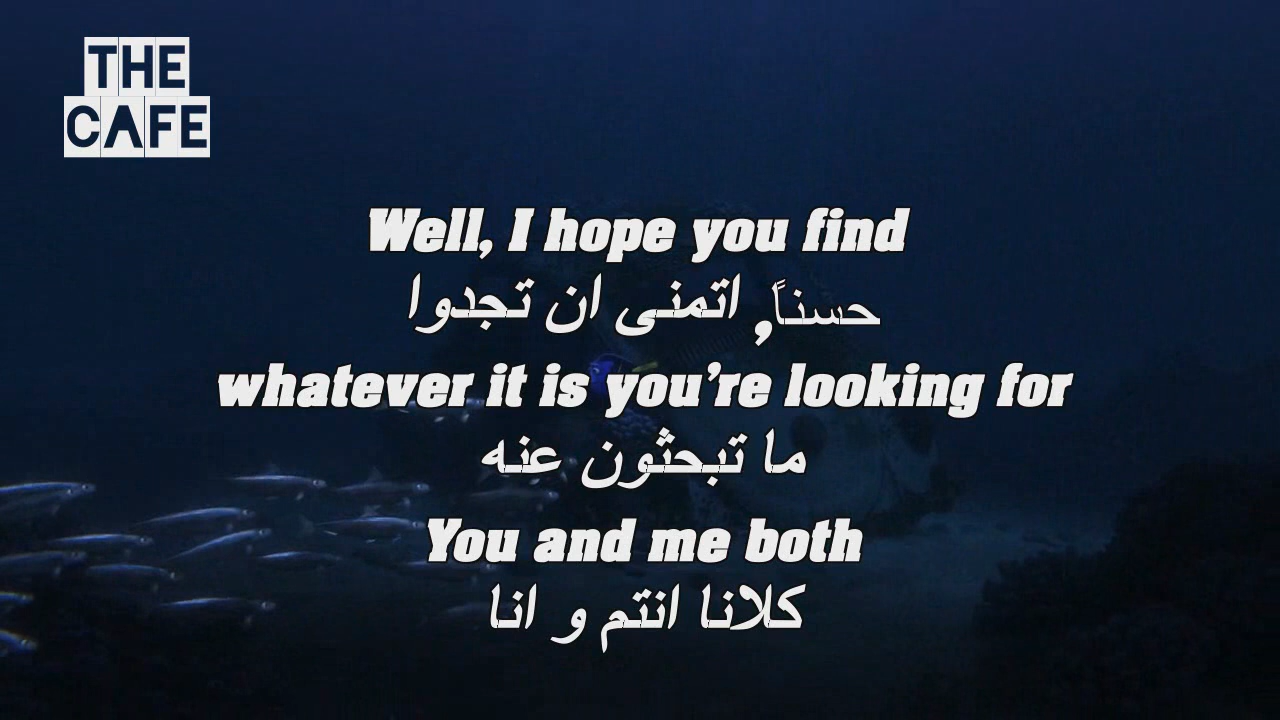 THE
CAFE
Well, I hope you find
حسناً, اتمنى ان تجدوا
whatever it is you're looking for
ما تبحثون عنه
You and me both
كلانا انتم و انا